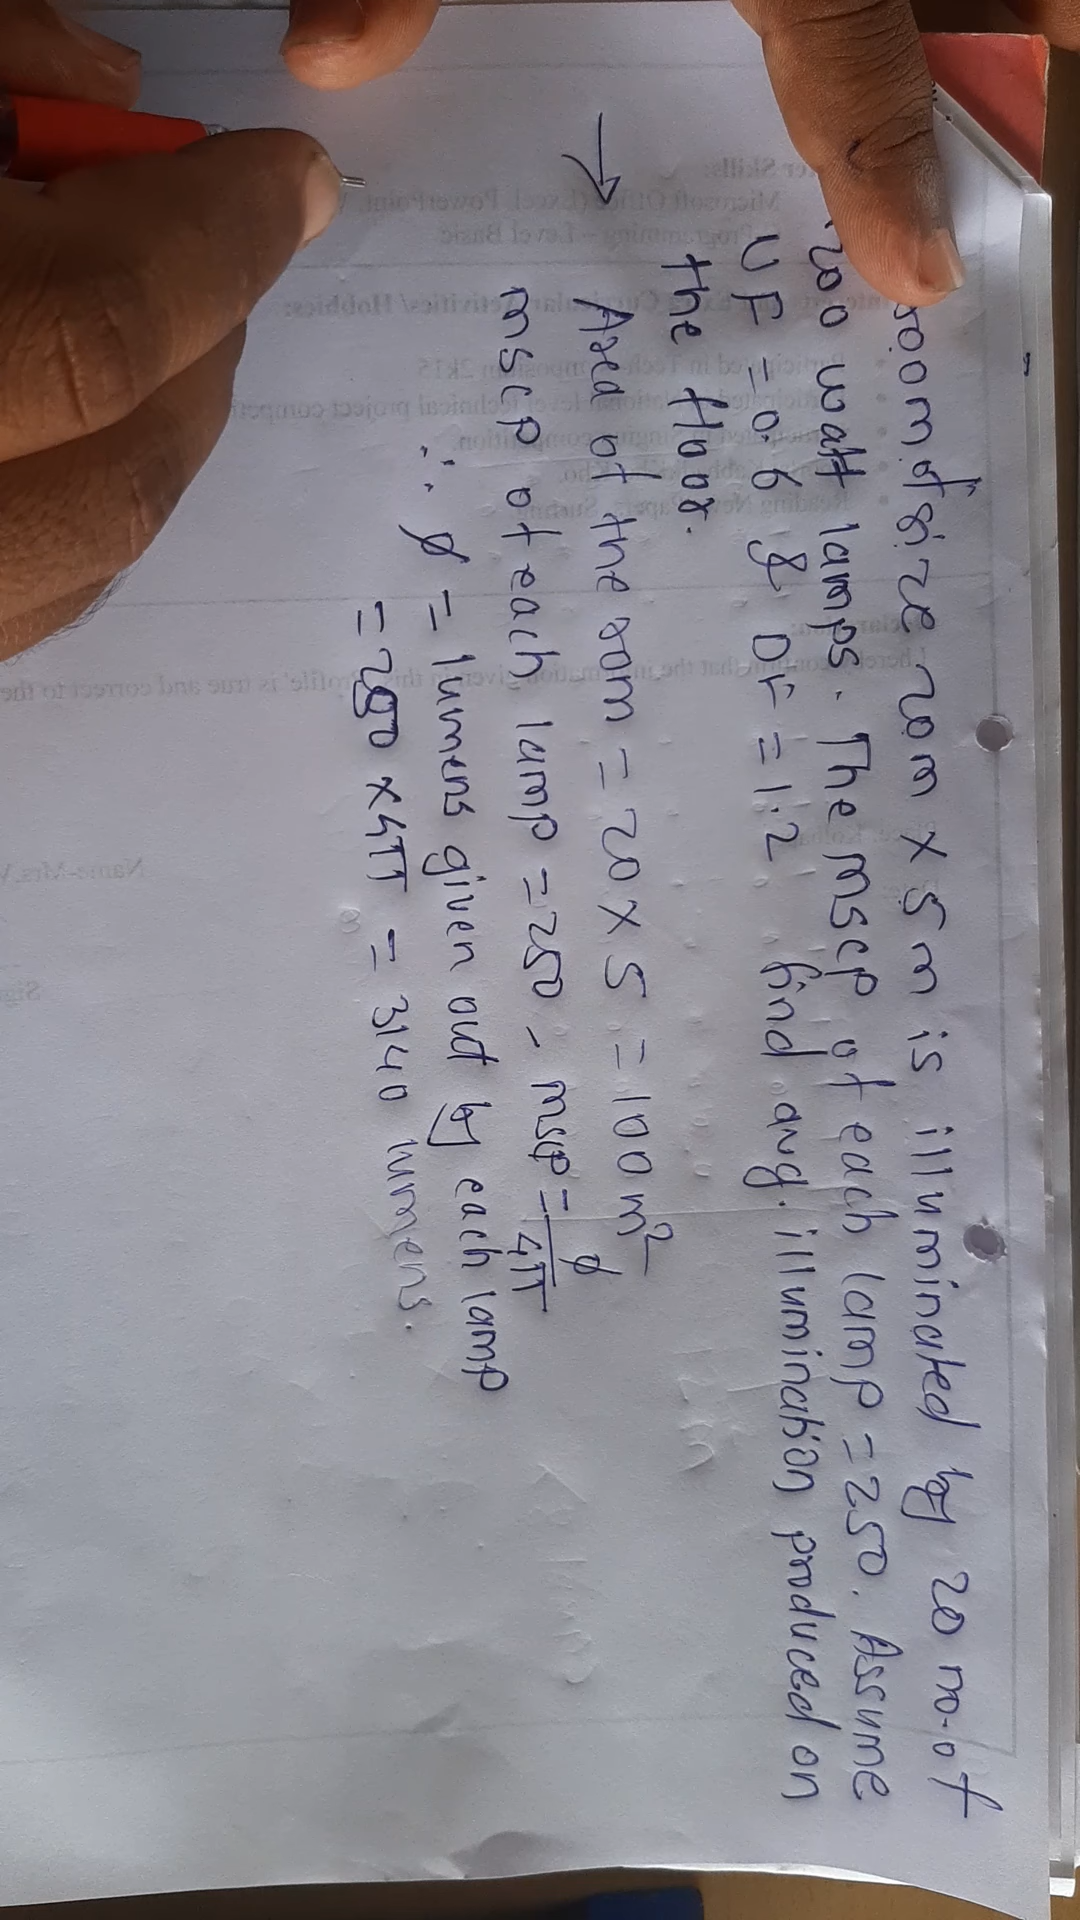 room of size 20m x 5m is illuminated by 20 no. of
200 watt lamps. The mscp of each lamp = 250. Assume
UF = 0.6 & DF = 1.2 find avg. illumination produced on
the floor.
→ Area of the rom = 20 x 5 = 100 m²
mscp of each lamp = 250 - mscp = ϕ/4π
∴ ϕ = lumens given out by each lamp
= 250 x 4π = 3140 lumens.